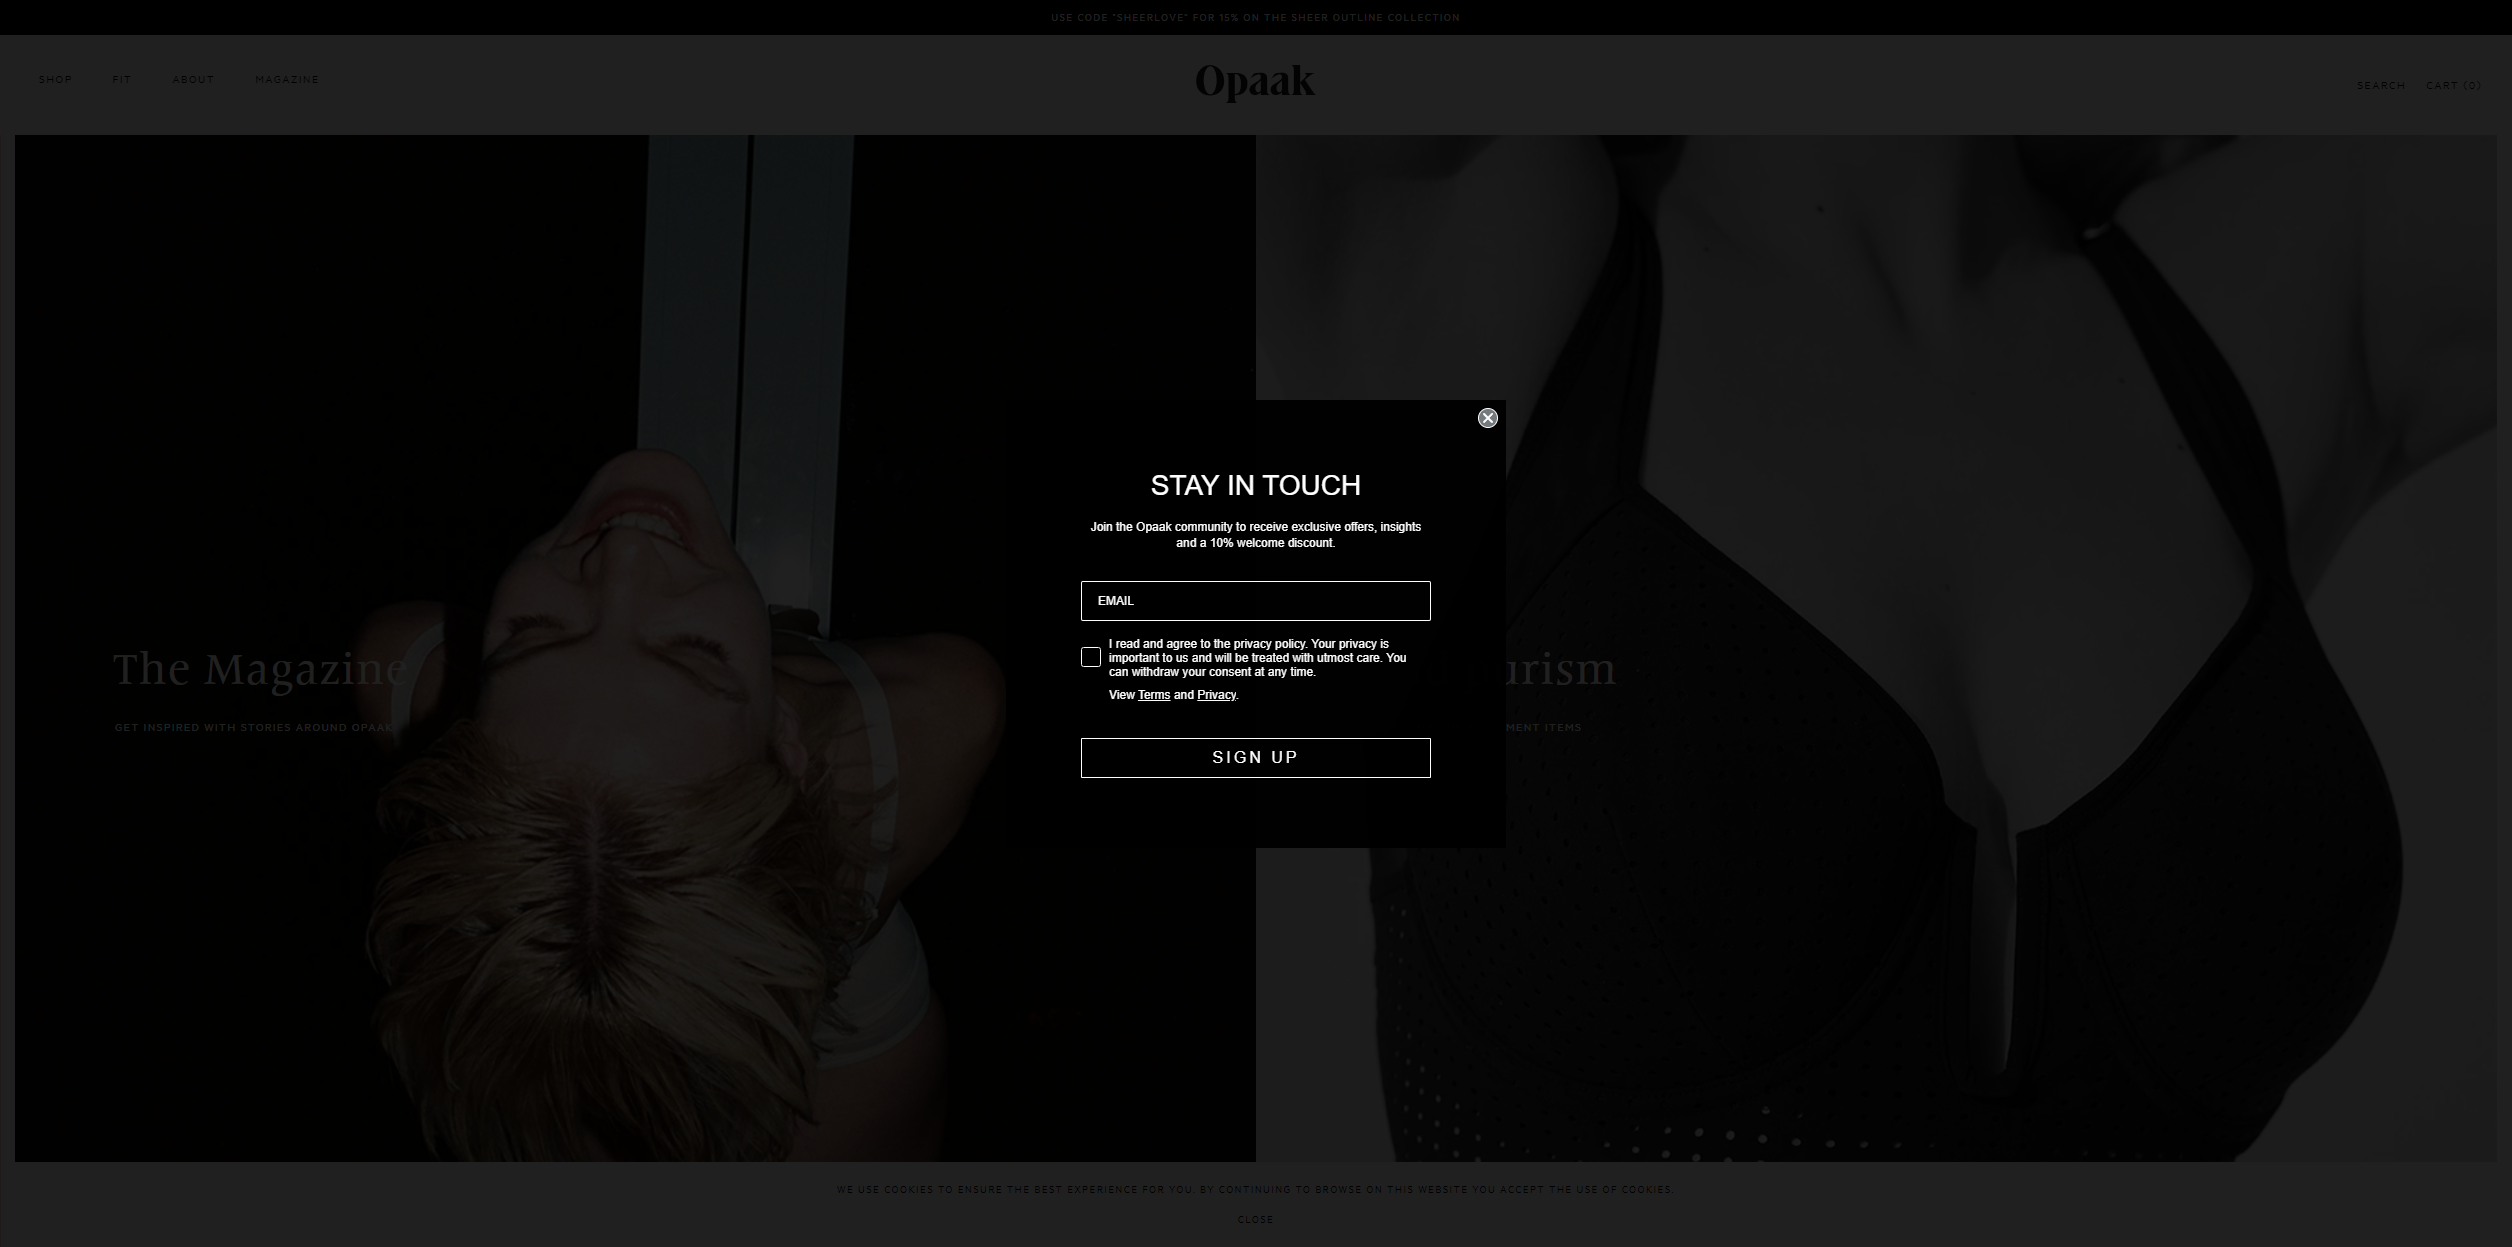 USE CODE "SHEERLOVE" FOR 15% ON THE SHEER OUTLINE COLLECTION
SHOP FIT ABOUT MAGAZINE
Opaak
SEARCH CART (0)
STAY IN TOUCH
Join the Opaak community to receive exclusive offers, insights
and a 10% welcome discount.
EMAIL
I read and agree to the privacy policy. Your privacy is
important to us and will be treated with utmost care. You
can withdraw your consent at any time.
View Terms and Privacy.
SIGN UP
The Magazine
GET INSPIRED WITH STORIES AROUND OPAAK
ITEMS
WE USE COOKIES TO ENSURE THE BEST EXPERIENCE FOR YOU. BY CONTINUING TO BROWSE ON THIS WEBSITE YOU ACCEPT THE USE OF COOKIES.
CLOSE